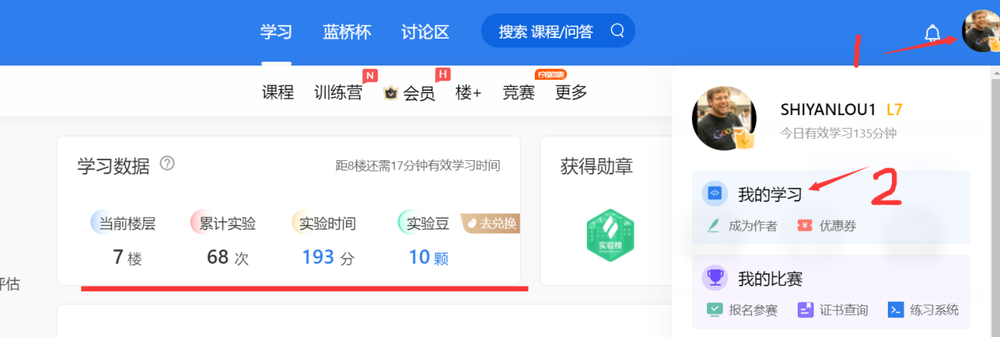 学习 蓝桥杯 讨论区 搜索 课程/问答
1
课程 训练营 N 会员 H 楼+ 竞赛 更多
SHIYANLOU1 L7
今日有效学习135分钟
学习数据 ? 距8楼还需17分钟有效学习时间
获得勋章
我的学习 2
成为作者 优惠券
当前楼层 累计实验 实验时间 实验豆 去兑换
7 楼 68 次 193 分 10 颗
实验楼
我的比赛
报名参赛 证书查询 练习系统
评估